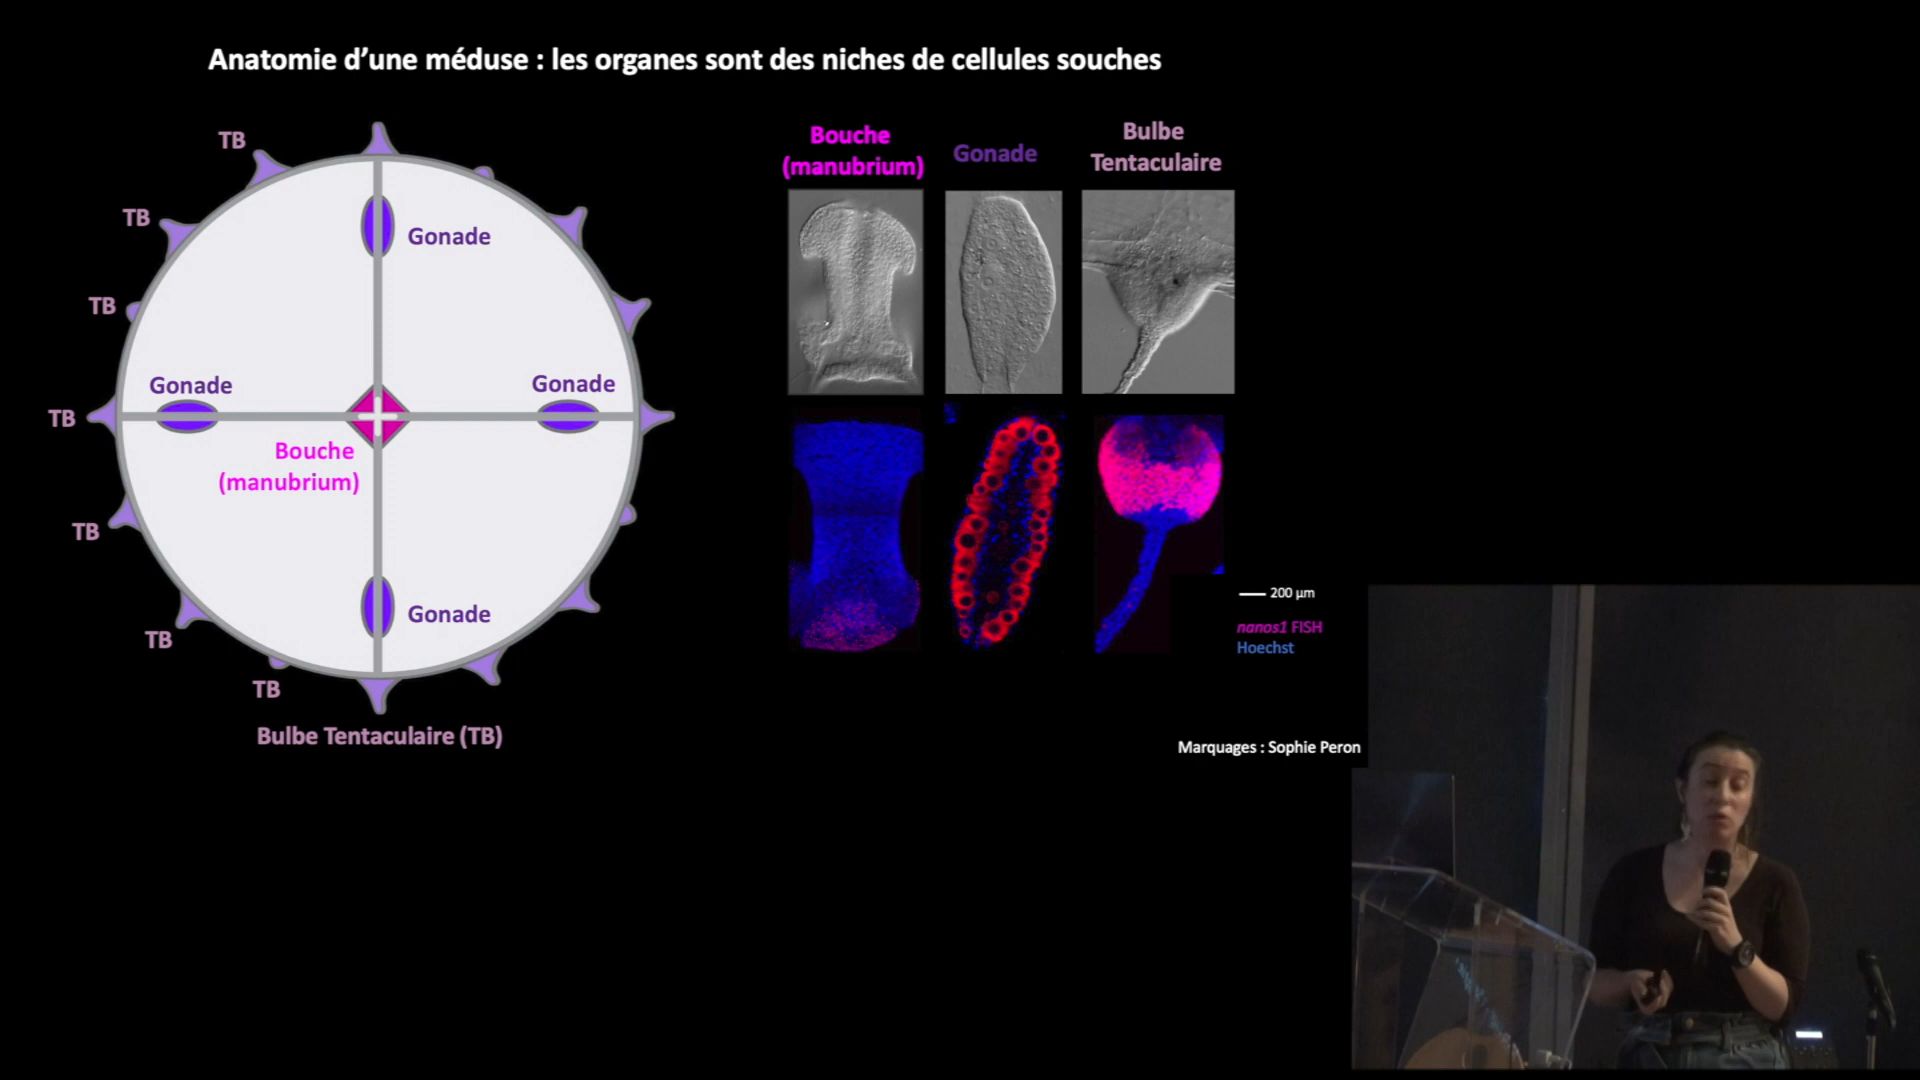 Anatomie d’une méduse : les organes sont des niches de cellules souches
TB
TB
TB
TB
TB
TB
TB
Gonade
Gonade
Gonade
Gonade
Bouche
(manubrium)
Bulbe Tentaculaire (TB)
Bouche
(manubrium)
Gonade
Bulbe
Tentaculaire
200 µm
nanos1 FISH
Hoechst
Marquages : Sophie Peron